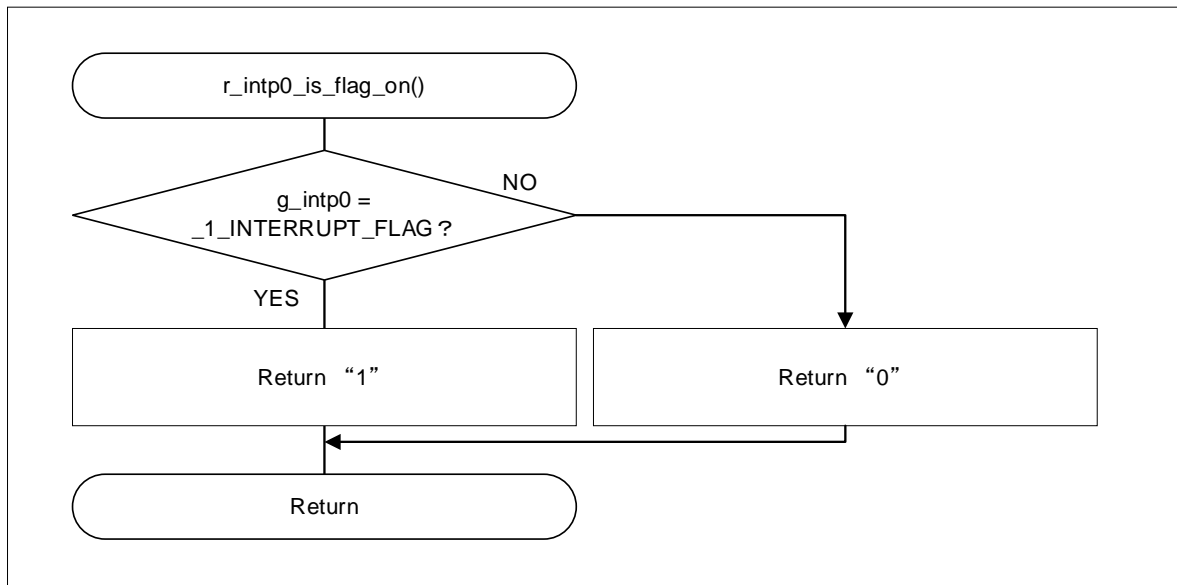 r_intp0_is_flag_on()
g_intp0 =
_1_INTERRUPT_FLAG?
NO
YES
Return “1”
Return “0”
Return